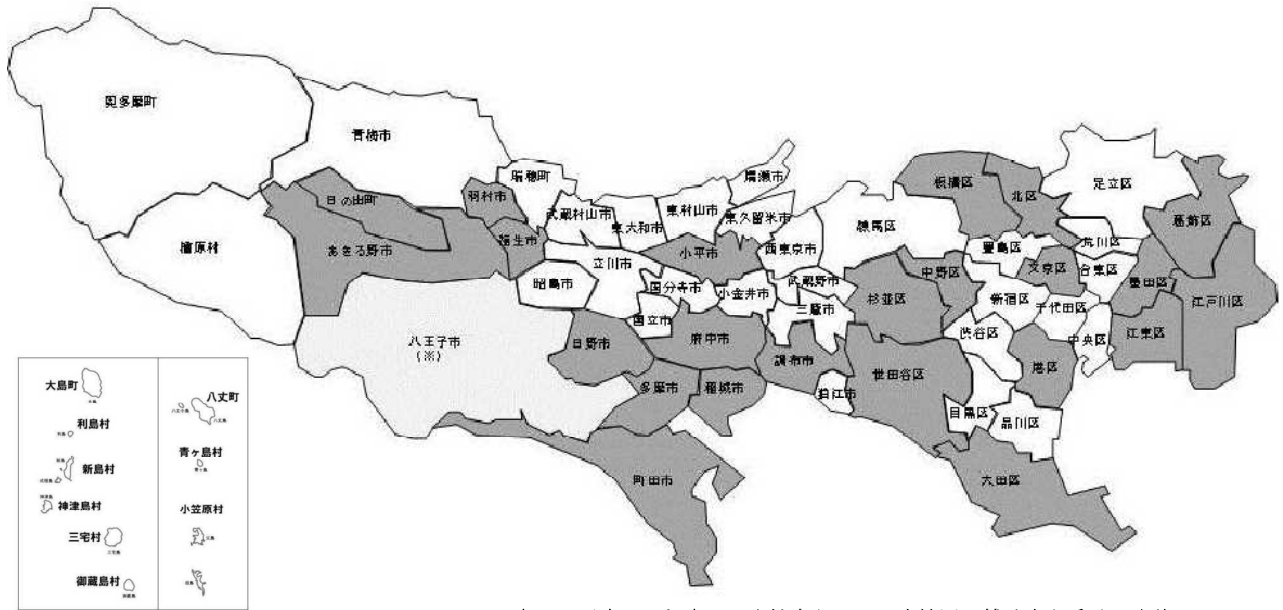 奥多摩町
青梅市
檜原村
日の出町
あきる野市
羽村市
瑞穂町
福生市
武蔵村山市
東大和市
東村山市
清瀬市
東久留米市
西東京市
小平市
立川市
昭島市
国分寺市
小金井市
武蔵野市
三鷹市
国立市
八王子市
(※)
日野市
府中市
調布市
狛江市
多摩市
稲城市
町田市
練馬区
板橋区
北区
足立区
葛飾区
荒川区
豊島区
文京区
台東区
墨田区
江戸川区
中野区
杉並区
新宿区
千代田区
江東区
渋谷区
中央区
港区
世田谷区
目黒区
品川区
大田区
大島町
利島村
新島村
神津島村
三宅村
御蔵島村
八丈町
青ヶ島村
小笠原村